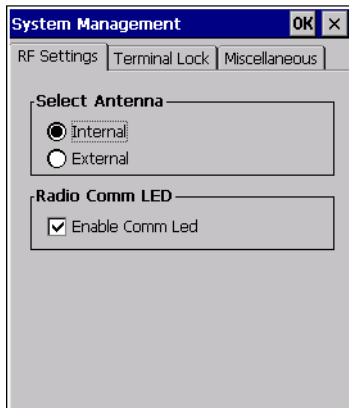 System Management OK ×
RF Settings Terminal Lock Miscellaneous
Select Antenna
Internal
External
Radio Comm LED
Enable Comm Led